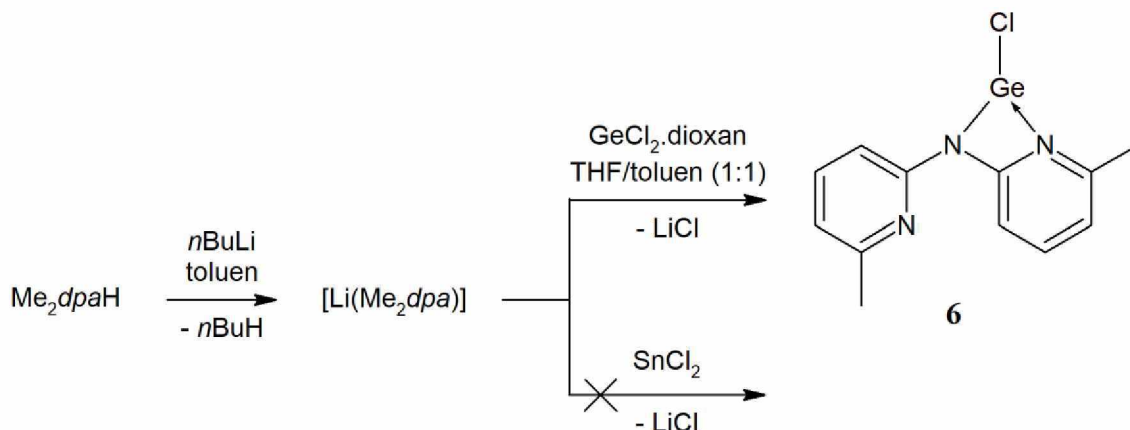 Me₂dpaH
nBuLi
toluen
- nBuH
[Li(Me₂dpa)]
GeCl₂.dioxan
THF/toluen (1:1)
- LiCl
SnCl₂
- LiCl
Cl
Ge
N
N
N
6